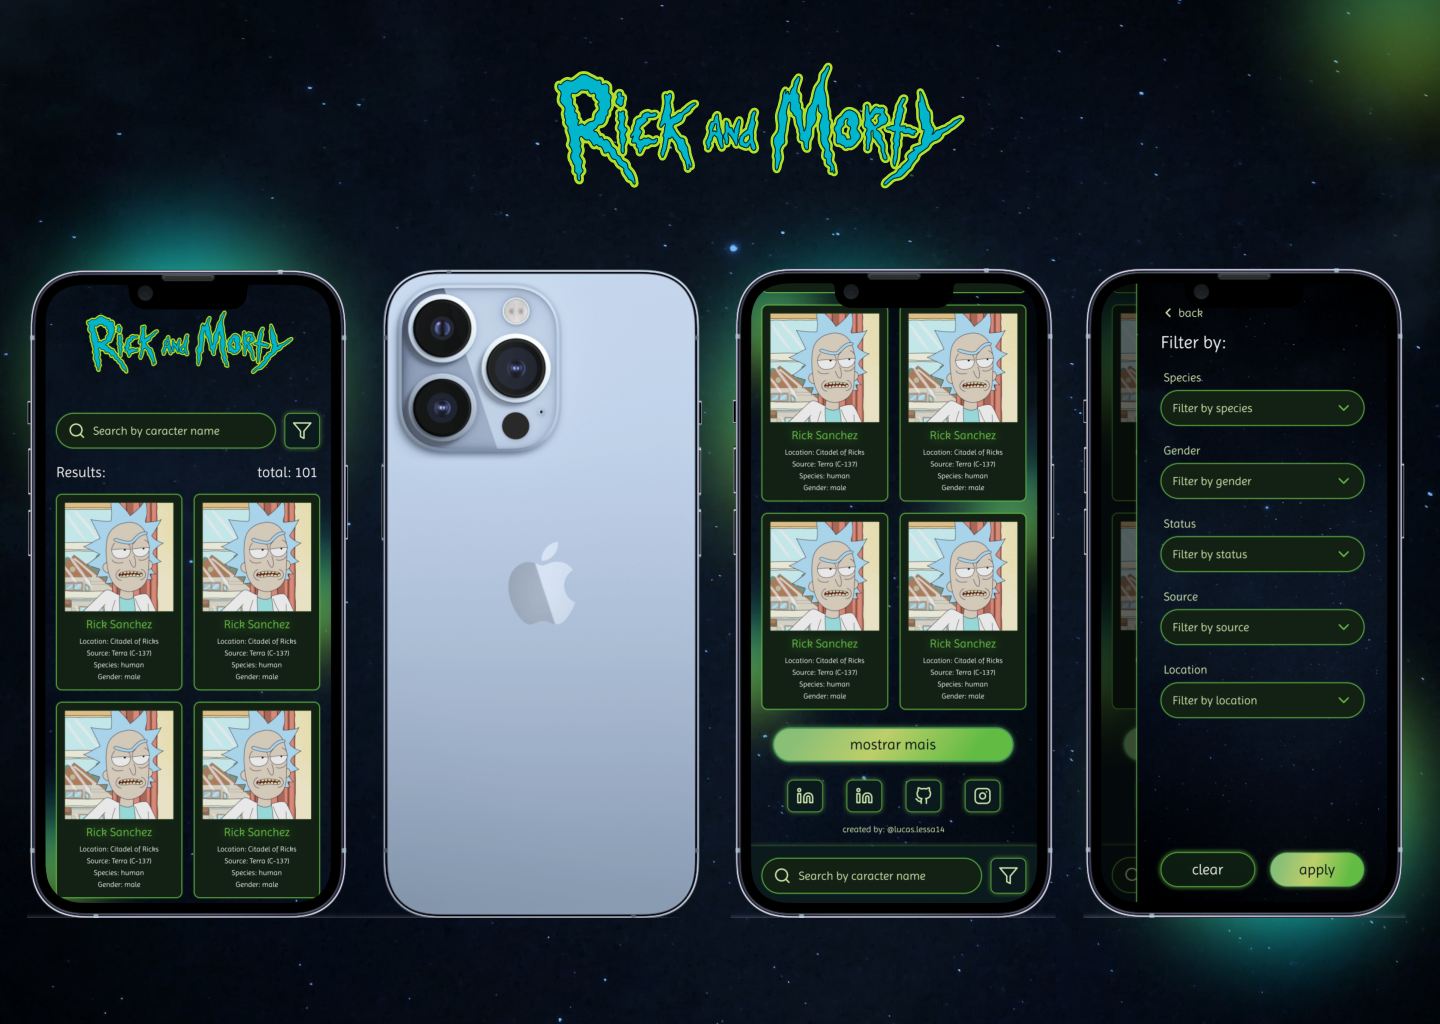 Rick and Morty
Rick and Morty
Search by caracter name
Results:
total: 101
Rick Sanchez
Location: Citadel of Ricks
Source: Terra (C-137)
Species: human
Gender: male
Rick Sanchez
Location: Citadel of Ricks
Source: Terra (C-137)
Species: human
Gender: male
Rick Sanchez
Location: Citadel of Ricks
Source: Terra (C-137)
Species: human
Gender: male
Rick Sanchez
Location: Citadel of Ricks
Source: Terra (C-137)
Species: human
Gender: male
Rick Sanchez
Location: Citadel of Ricks
Source: Terra (C-137)
Species: human
Gender: male
Rick Sanchez
Location: Citadel of Ricks
Source: Terra (C-137)
Species: human
Gender: male
Rick Sanchez
Location: Citadel of Ricks
Source: Terra (C-137)
Species: human
Gender: male
Rick Sanchez
Location: Citadel of Ricks
Source: Terra (C-137)
Species: human
Gender: male
mostrar mais
in
in
created by: @lucas.lessa14
Search by caracter name
back
Filter by:
Species
Filter by species
Gender
Filter by gender
Status
Filter by status
Source
Filter by source
Location
Filter by location
clear
apply